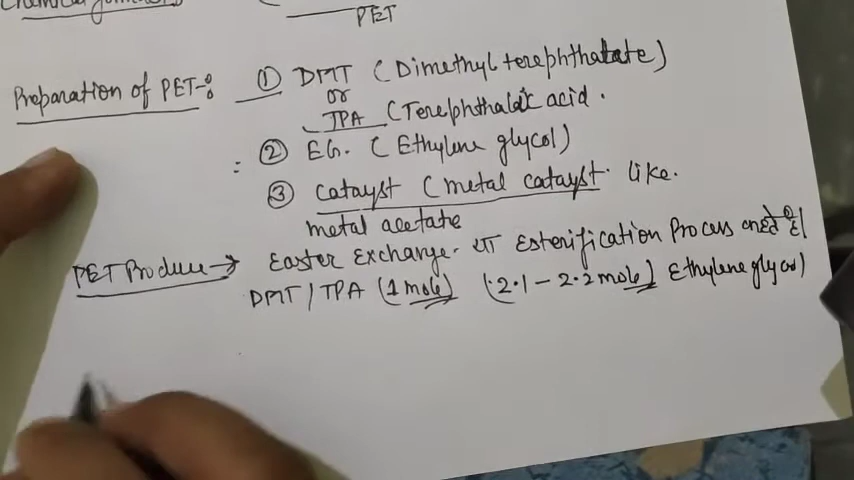 PET
Preparation of PET-: ① DMT (Dimethyl terephthatate)
or
TPA (Terephthalic acid.
= ② EG. (Ethylene glycol)
③ catayst (metal catayst. like.
metal acetate
PET Produce → Easter Exchange. या Esterification Process
DMT/TPA (1 mole) (2.1 - 2.2 mole) Ethylene glycol)